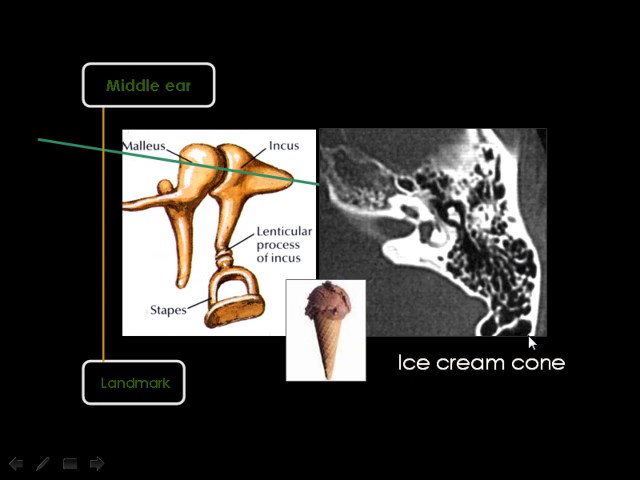 Middle ear
Malleus
Incus
Lenticular
process
of incus
Stapes
Ice cream cone
Landmark